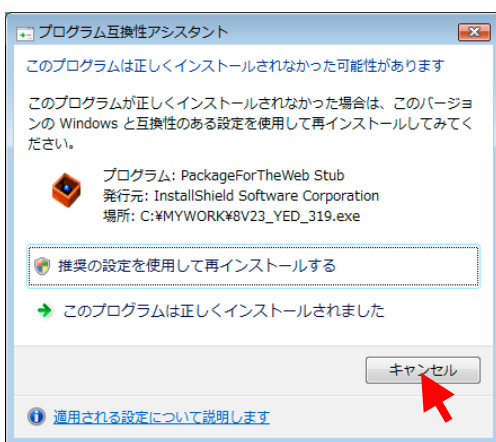 プログラム互換性アシスタント
このプログラムは正しくインストールされなかった可能性があります
このプログラムが正しくインストールされなかった場合は、このバージョ
ンの Windows と互換性のある設定を使用して再インストールしてみてく
ださい。
プログラム: PackageForTheWeb Stub
発行元: InstallShield Software Corporation
場所: C:¥MYWORK¥8V23_YED_319.exe
推奨の設定を使用して再インストールする
このプログラムは正しくインストールされました
キャンセル
適用される設定について説明します